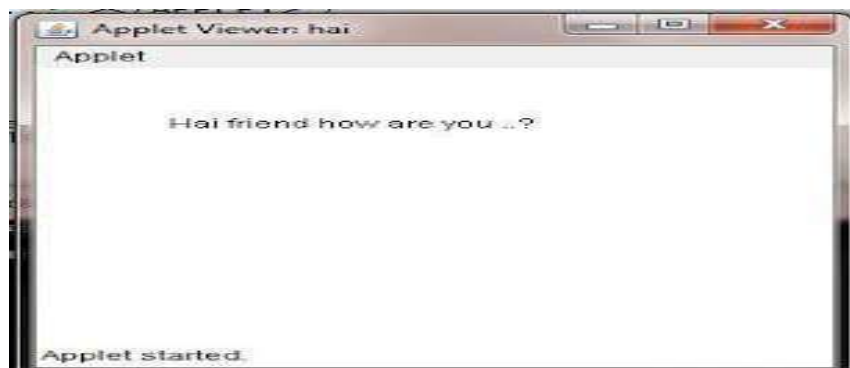 Applet Viewer: hai
Applet
Hai friend how are you ..?
Applet started.